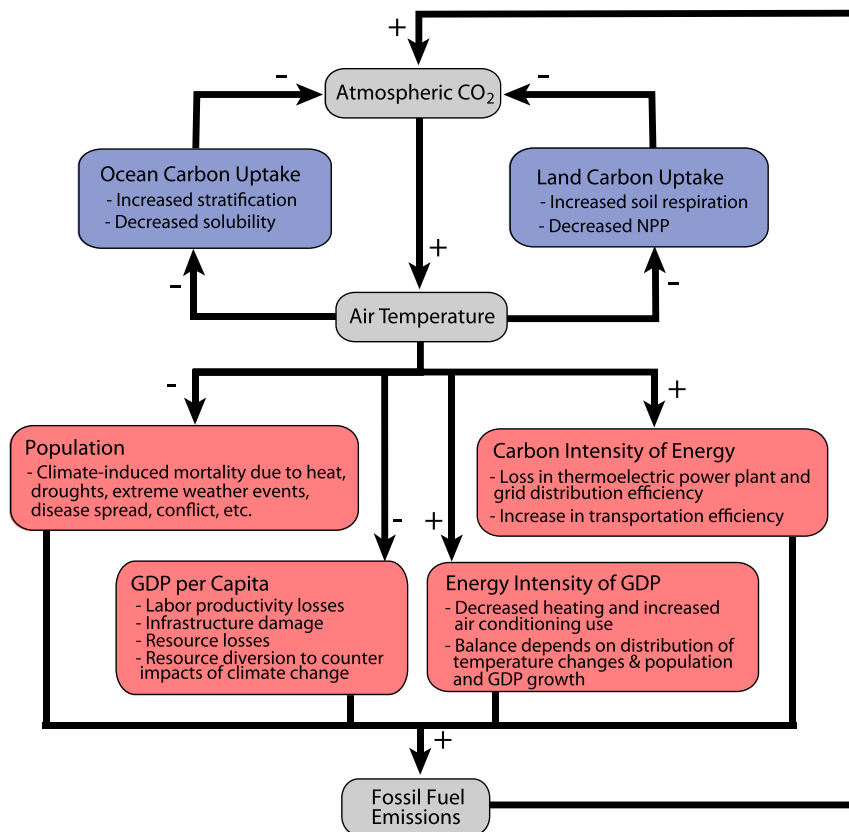 +
Atmospheric CO₂
-
-
Ocean Carbon Uptake
- Increased stratification
- Decreased solubility
Land Carbon Uptake
- Increased soil respiration
- Decreased NPP
+
-
-
Air Temperature
-
+
Population
- Climate-induced mortality due to heat,
droughts, extreme weather events,
disease spread, conflict, etc.
Carbon Intensity of Energy
- Loss in thermoelectric power plant and
grid distribution efficiency
- Increase in transportation efficiency
-
+
GDP per Capita
- Labor productivity losses
- Infrastructure damage
- Resource losses
- Resource diversion to counter
impacts of climate change
Energy Intensity of GDP
- Decreased heating and increased
air conditioning use
- Balance depends on distribution of
temperature changes & population
and GDP growth
+
Fossil Fuel
Emissions